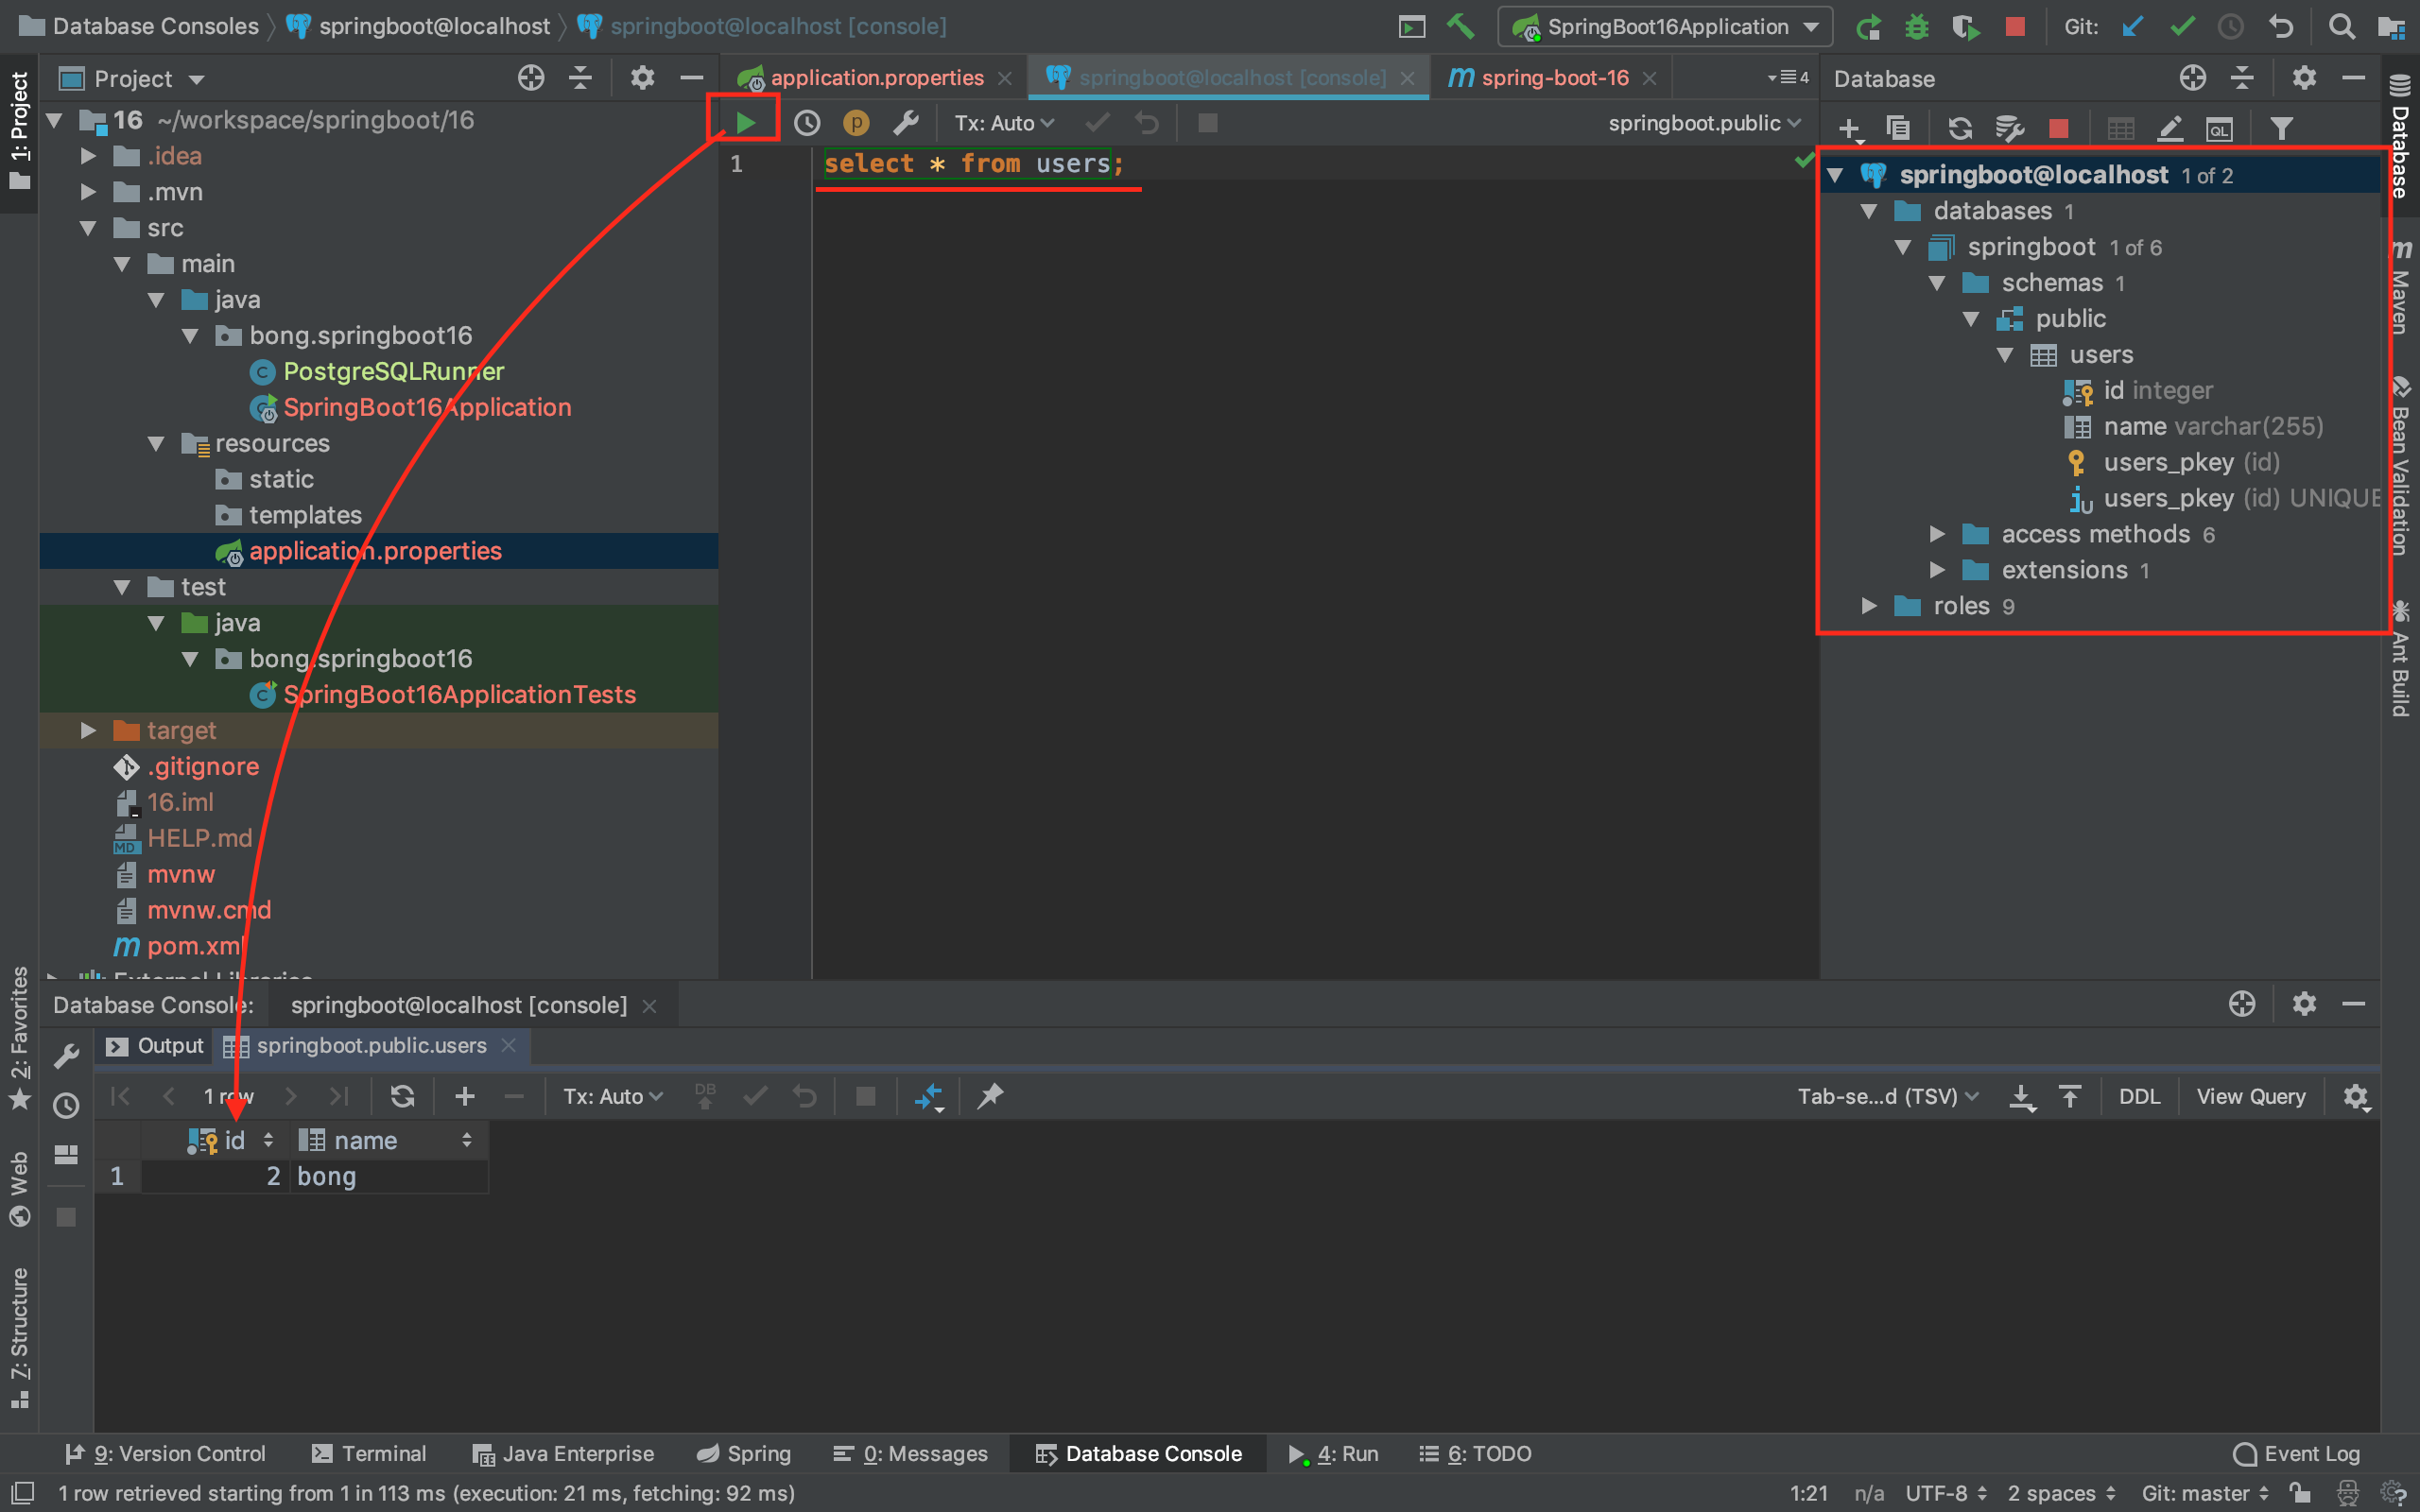 Database Consoles springboot@localhost springboot@localhost [console]
SpringBoot16Application Git:
Project
application.properties springboot@localhost [console] spring-boot-16 4
Database
1: Project
16 ~/workspace/springboot/16
.idea
.mvn
src
main
java
bong.springboot16
PostgreSQLRunner
SpringBoot16Application
resources
static
templates
application.properties
test
java
bong.springboot16
SpringBoot16ApplicationTests
target
.gitignore
16.iml
HELP.md
mvnw
mvnw.cmd
pom.xml
External Libraries
Tx: Auto springboot.public
1 select * from users;
QL
springboot@localhost 1 of 2
databases 1
springboot 1 of 6
schemas 1
public
users
id integer
name varchar(255)
users_pkey (id)
users_pkey (id) UNIQUE
access methods 6
extensions 1
roles 9
Database
Maven
Bean Validation
Ant Build
2: Favorites
Web
7: Structure
Database Console: springboot@localhost [console]
Output springboot.public.users
1 row Tx: Auto DB Tab-se...d (TSV) DDL View Query
id name
1 2 bong
9: Version Control Terminal Java Enterprise Spring 0: Messages Database Console 4: Run 6: TODO Event Log
1 row retrieved starting from 1 in 113 ms (execution: 21 ms, fetching: 92 ms) 1:21 n/a UTF-8 2 spaces Git: master